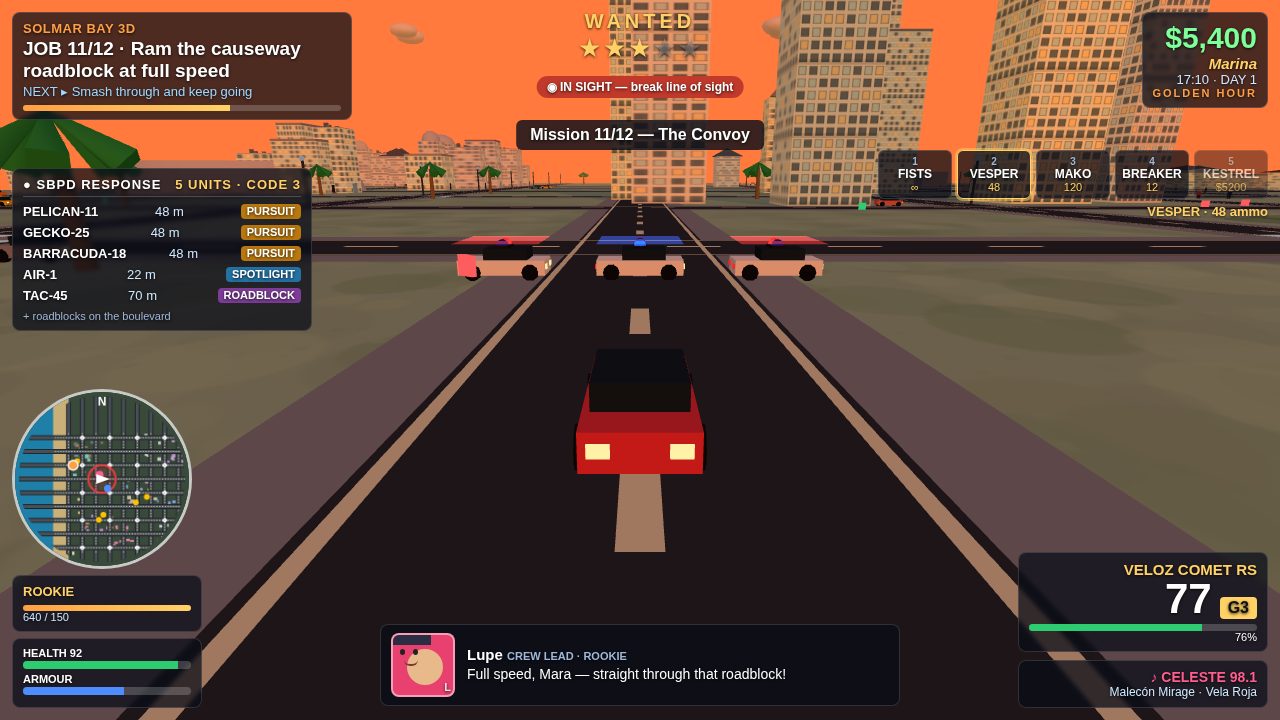 SOLMAR BAY 3D
JOB 11/12 · Ram the causeway
roadblock at full speed
NEXT ▸ Smash through and keep going
WANTED
★★★★★
◉ IN SIGHT — break line of sight
Mission 11/12 — The Convoy
$5,400
Marina
17:10 · DAY 1
GOLDEN HOUR
1
FISTS
∞
2
VESPER
48
3
MAKO
120
4
BREAKER
12
5
KESTREL
$5200
VESPER · 48 ammo
● SBPD RESPONSE 5 UNITS · CODE 3
PELICAN-11 48 m PURSUIT
GECKO-25 48 m PURSUIT
BARRACUDA-18 48 m PURSUIT
AIR-1 22 m SPOTLIGHT
TAC-45 70 m ROADBLOCK
+ roadblocks on the boulevard
N
ROOKIE
640 / 150
HEALTH 92
ARMOUR
L
Lupe CREW LEAD · ROOKIE
Full speed, Mara — straight through that roadblock!
VELOZ COMET RS
77 G3
76%
♪ CELESTE 98.1
Malecón Mirage · Vela Roja